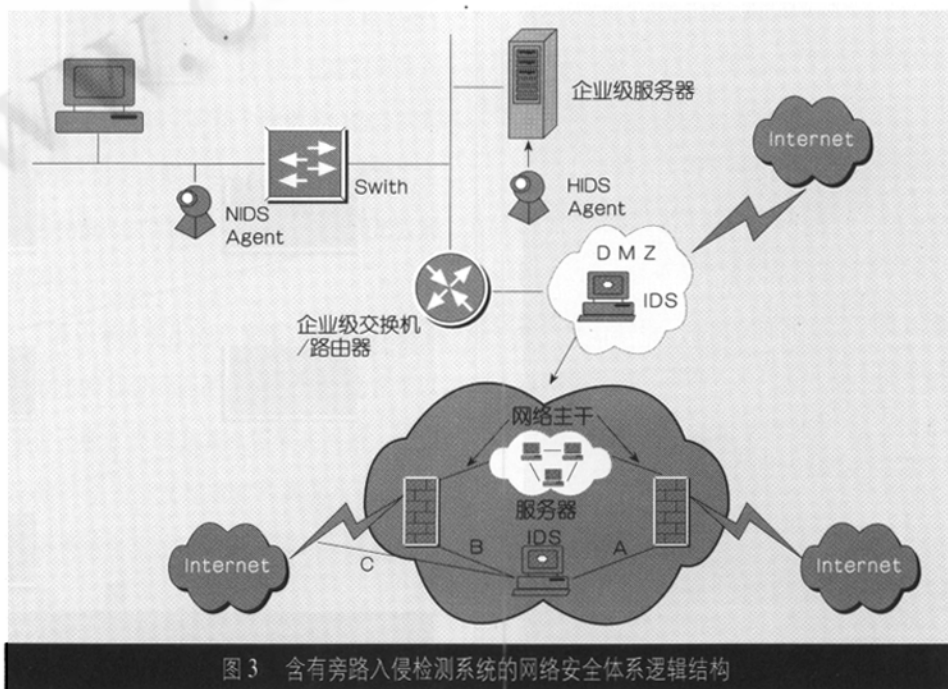 www.c
企业级服务器
Internet
Swith
NIDS
Agent
HIDS
Agent
DMZ
IDS
企业级交换机
/路由器
网络主干
服务器
IDS
B
A
C
Internet
Internet
图 3 含有旁路入侵检测系统的网络安全体系逻辑结构